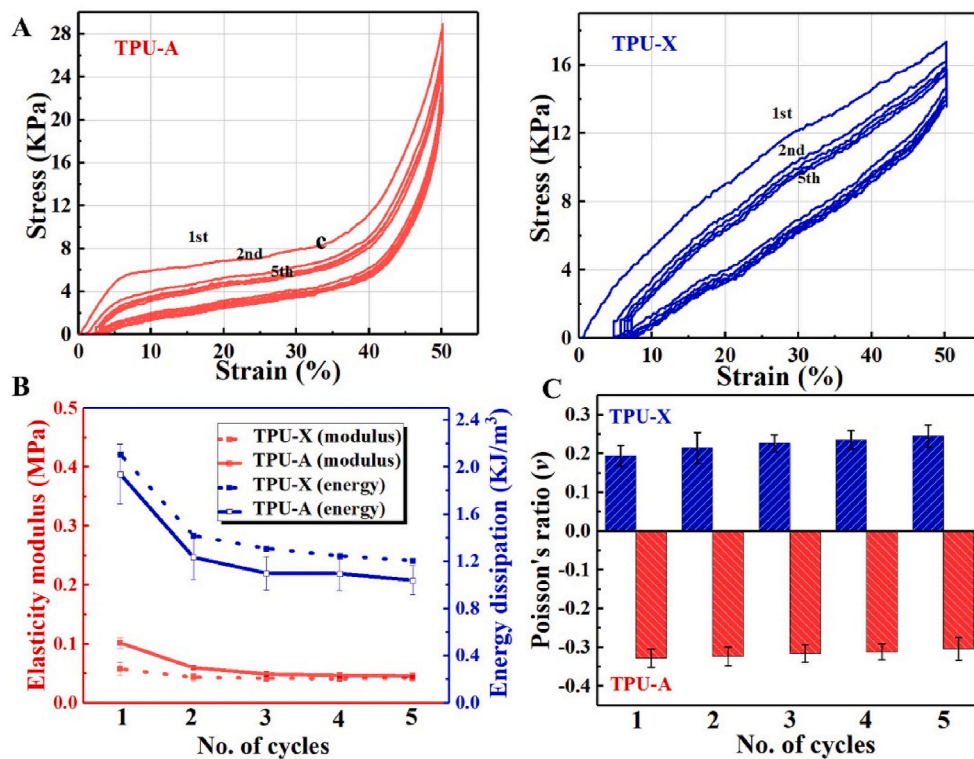 A
TPU-A
Stress (KPa)
28
24
20
16
12
8
4
0
1st
2nd
5th
c
0 10 20 30 40 50
Strain (%)
TPU-X
Stress (KPa)
16
12
8
4
0
1st
2nd
5th
0 10 20 30 40 50
Strain (%)
B
Elasticity modulus (MPa)
0.5
0.4
0.3
0.2
0.1
0.0
TPU-X (modulus)
TPU-A (modulus)
TPU-X (energy)
TPU-A (energy)
2.4
2.0
1.6
1.2
0.8
0.4
0.0
Energy dissipation (KJ/m³)
1 2 3 4 5
No. of cycles
C
Poisson's ratio (ν)
0.3
0.2
0.1
0.0
-0.1
-0.2
-0.3
-0.4
TPU-X
TPU-A
1 2 3 4 5
No. of cycles